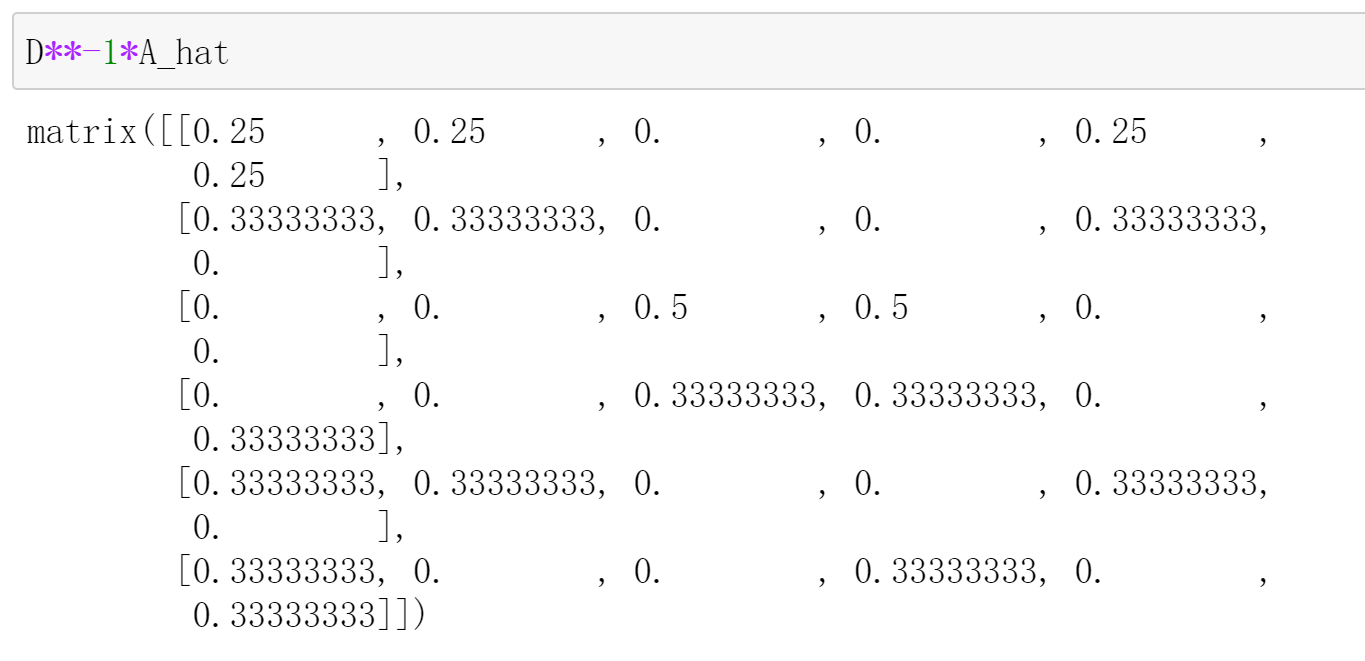 D**-1*A_hat
matrix([[0.25      , 0.25      , 0.        , 0.        , 0.25      ,
         0.25      ],
        [0.33333333, 0.33333333, 0.        , 0.        , 0.33333333,
         0.        ],
        [0.        , 0.        , 0.5       , 0.5       , 0.        ,
         0.        ],
        [0.        , 0.        , 0.33333333, 0.33333333, 0.        ,
         0.33333333],
        [0.33333333, 0.33333333, 0.        , 0.        , 0.33333333,
         0.        ],
        [0.33333333, 0.        , 0.        , 0.33333333, 0.        ,
         0.33333333]])